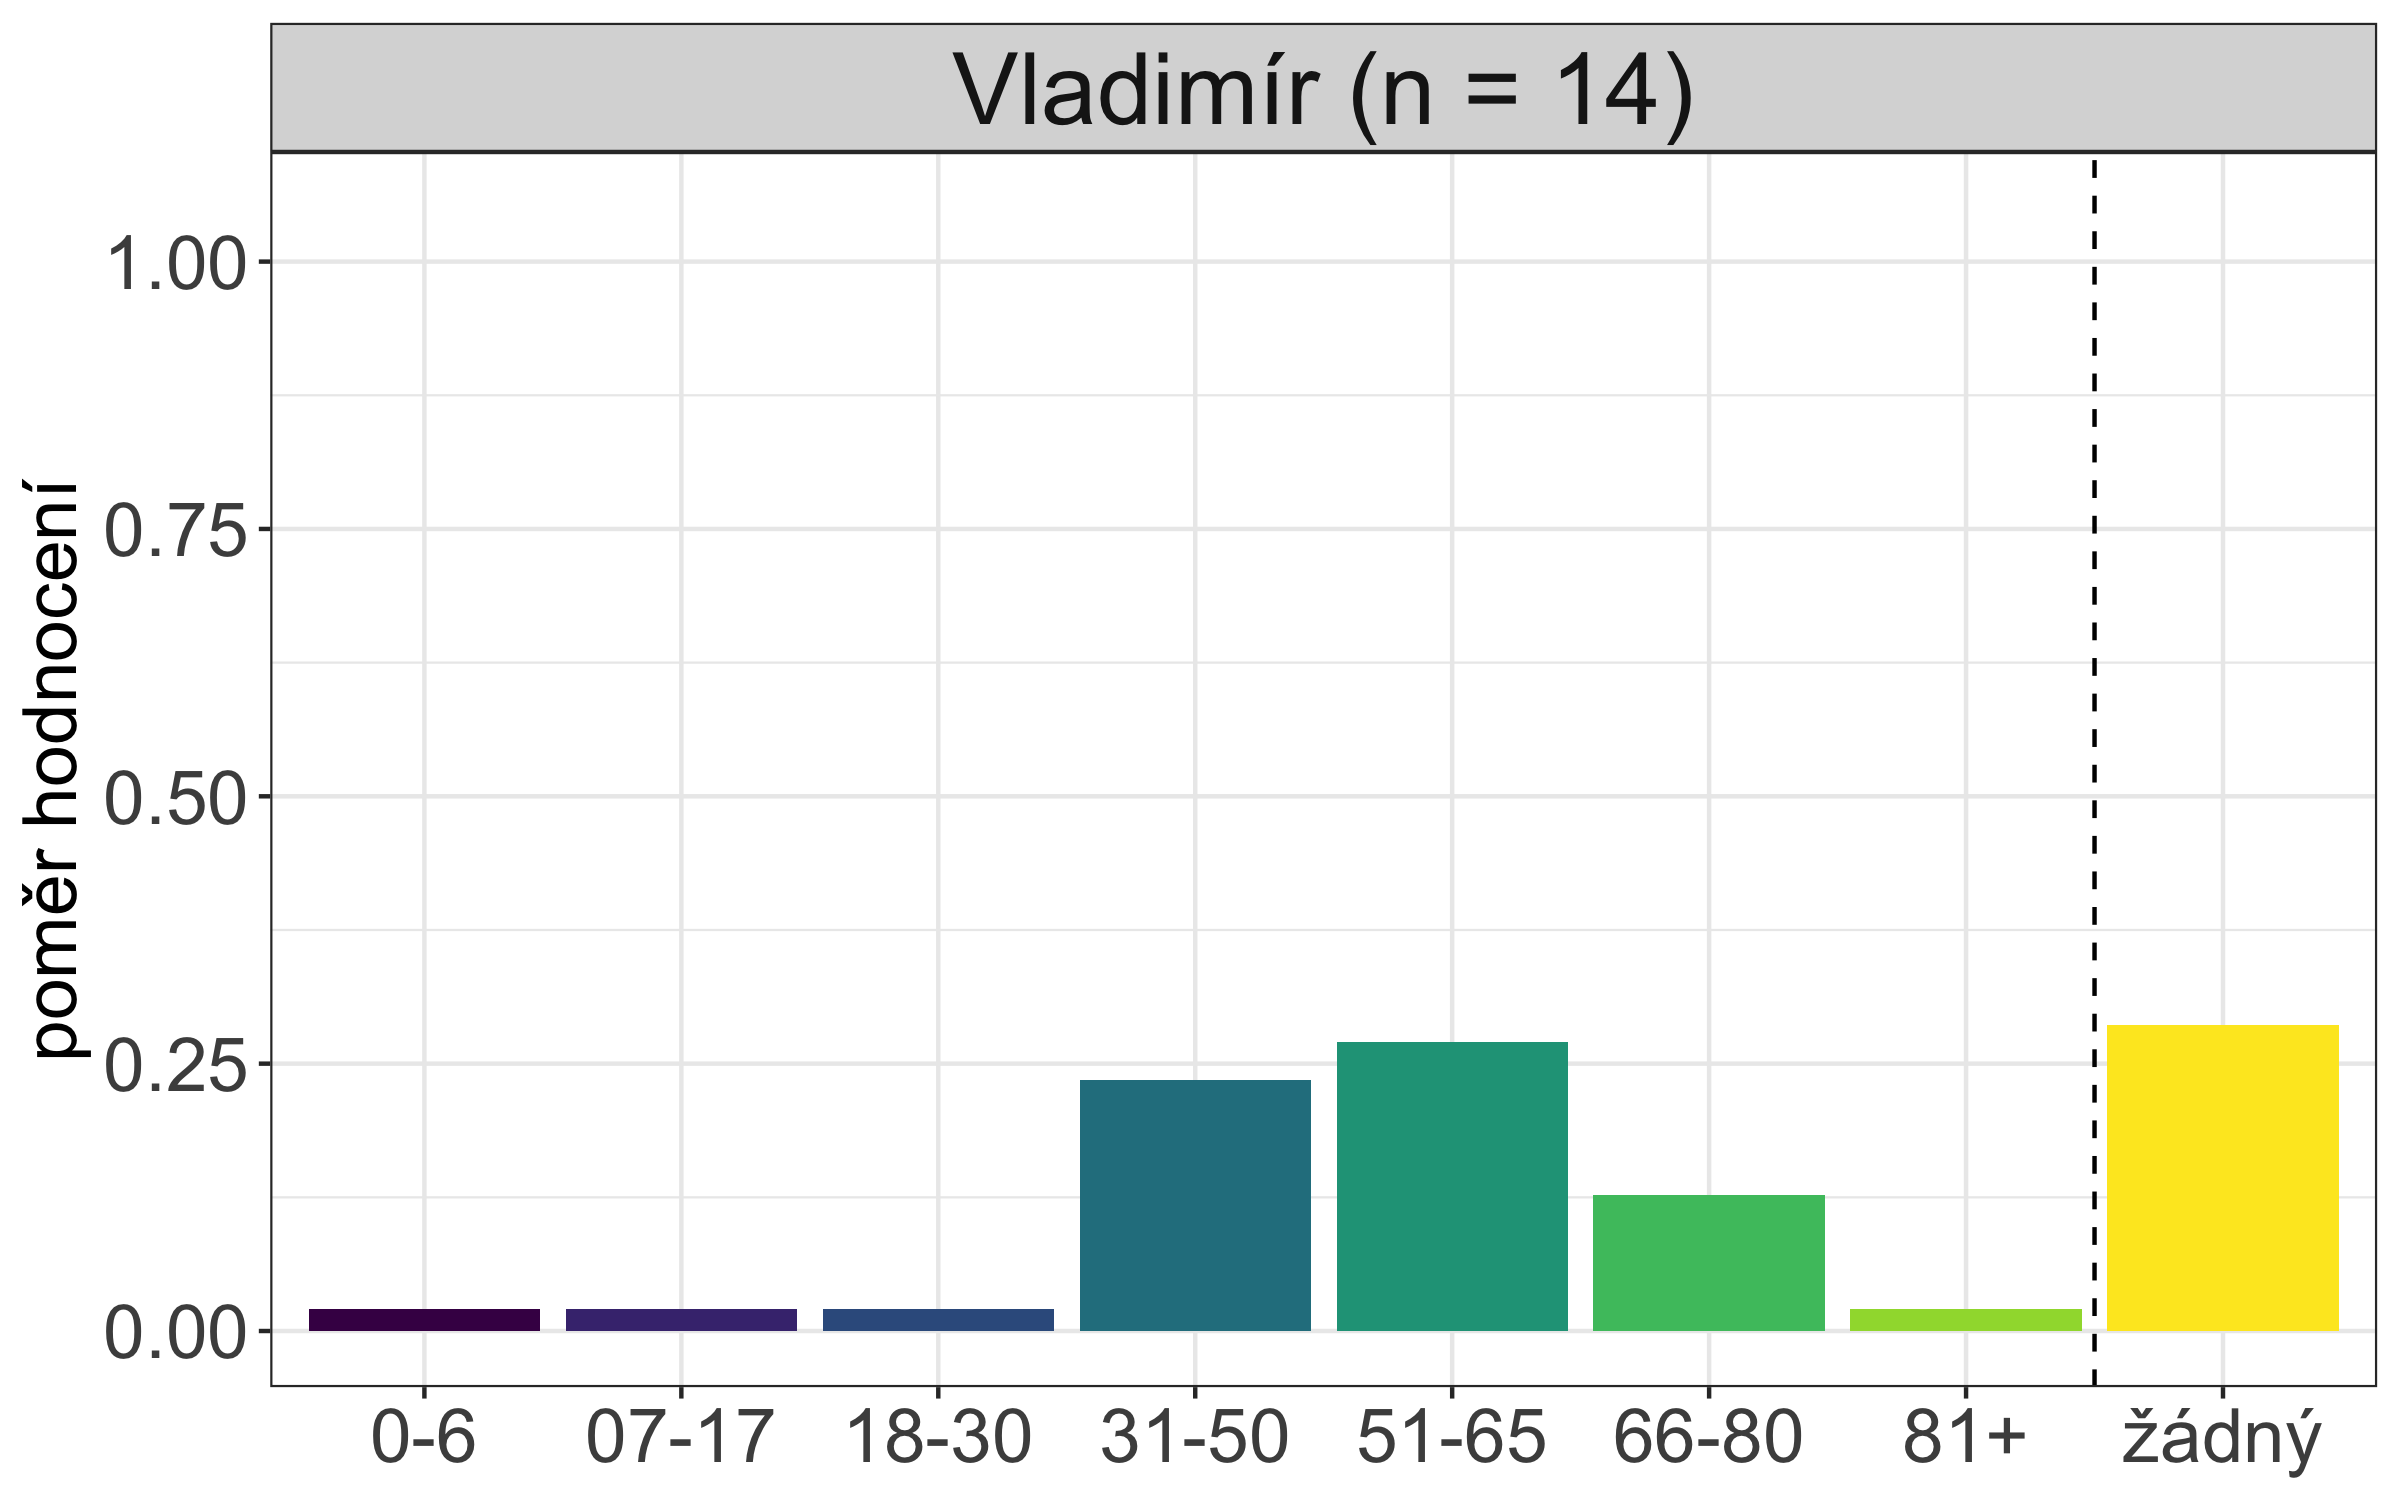 Vladimír (n = 14)
poměr hodnocení
1.00
0.75
0.50
0.25
0.00
0-6 07-17 18-30 31-50 51-65 66-80 81+ žádný